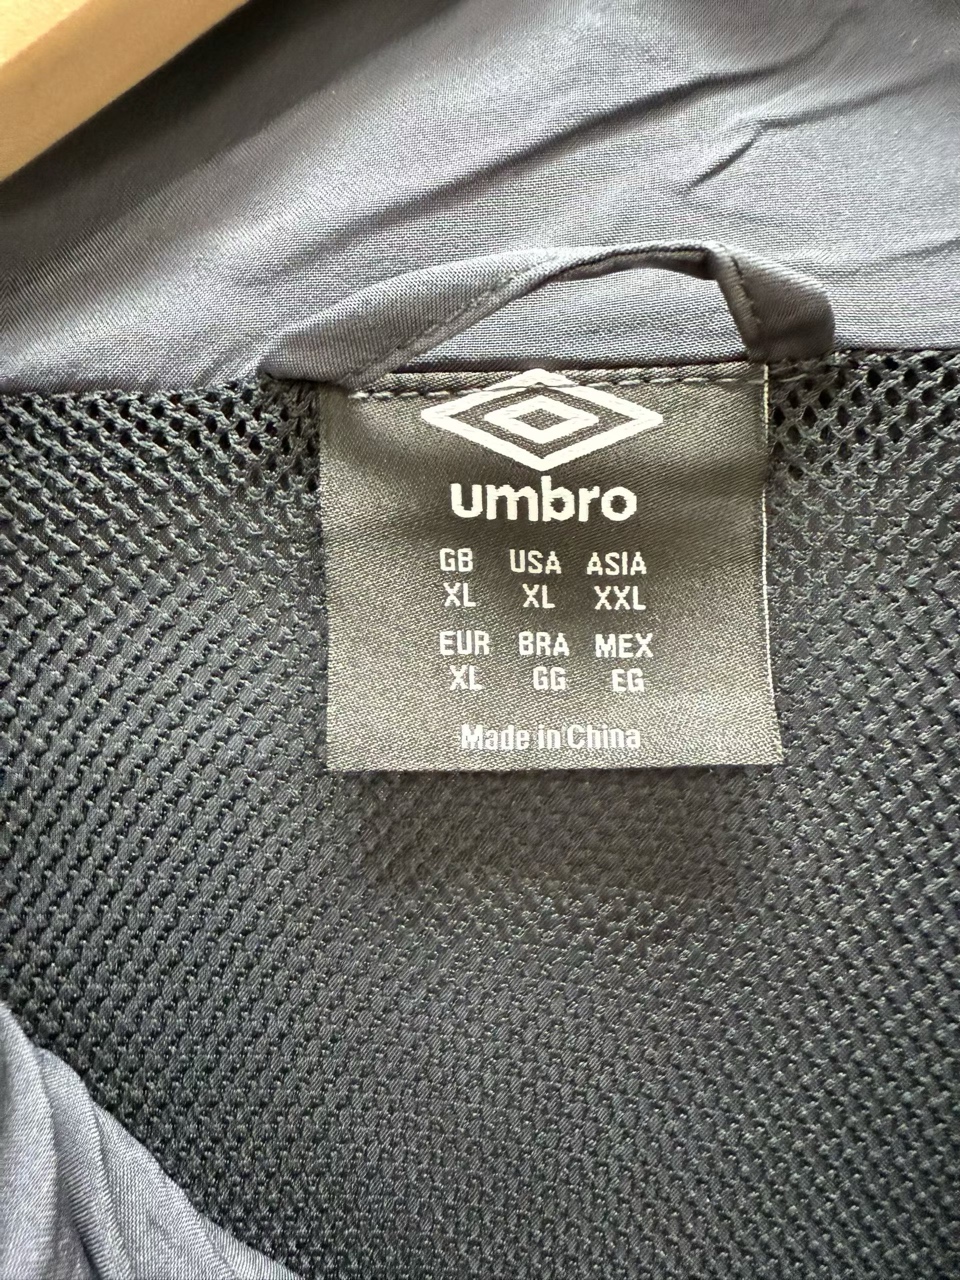 umbro
GB USA ASIA
XL XL XXL
EUR BRA MEX
XL GG EG
Made in China